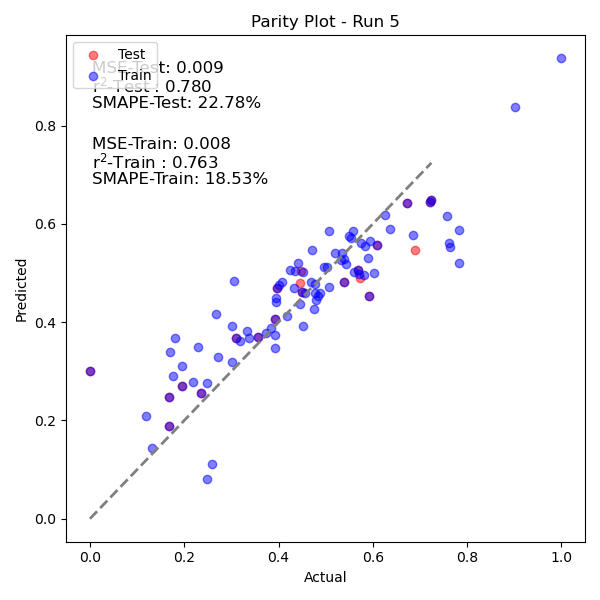 Parity Plot - Run 5
Test
Train
MSE-Test: 0.009
r²-Test : 0.780
SMAPE-Test: 22.78%
MSE-Train: 0.008
r²-Train : 0.763
SMAPE-Train: 18.53%
Predicted
0.8
0.6
0.4
0.2
0.0
0.0 0.2 0.4 0.6 0.8 1.0
Actual